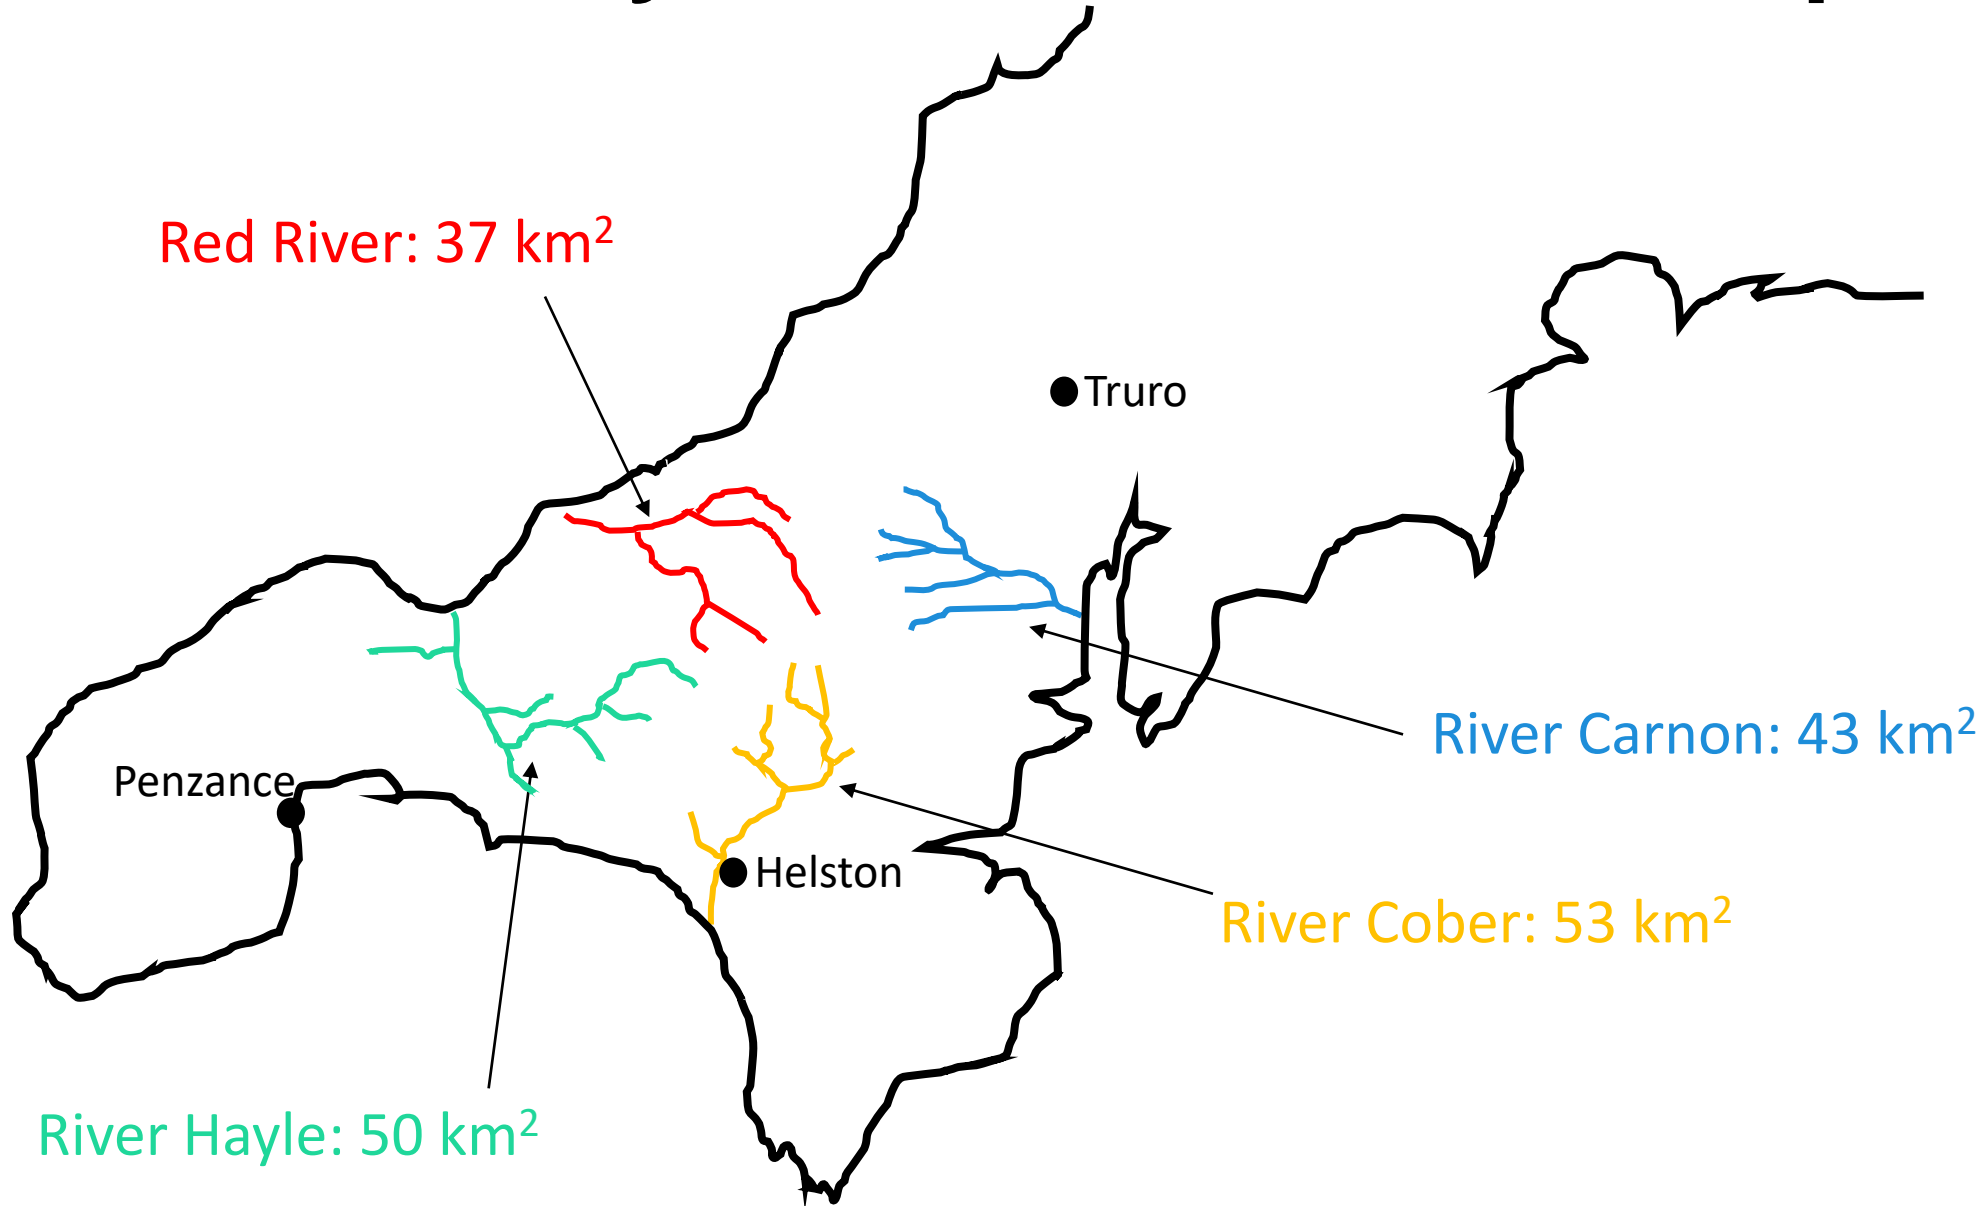 Red River: 37 km²
Truro
River Carnon: 43 km²
Penzance
Helston
River Cober: 53 km²
River Hayle: 50 km²